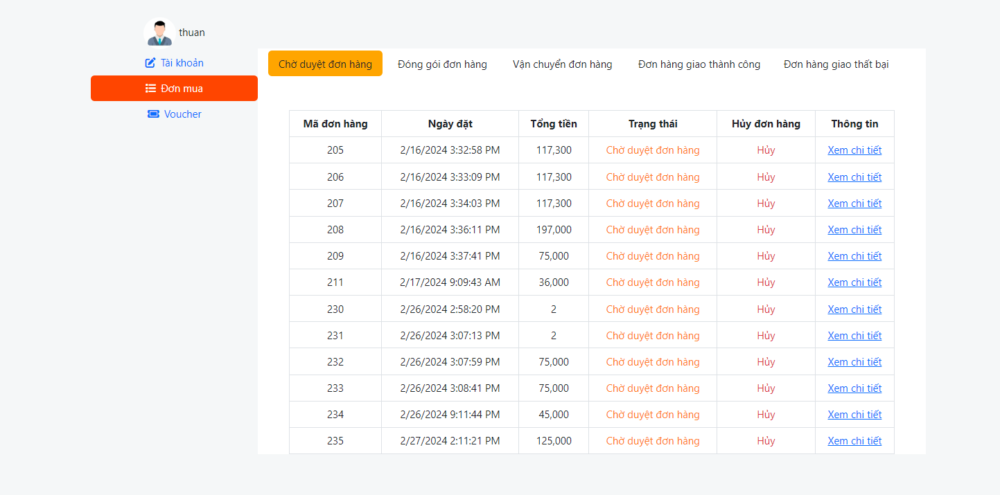 thuan
Tài khoản
Đơn mua
Voucher
Chờ duyệt đơn hàng Đóng gói đơn hàng Vận chuyển đơn hàng Đơn hàng giao thành công Đơn hàng giao thất bại
Mã đơn hàng Ngày đặt Tổng tiền Trạng thái Hủy đơn hàng Thông tin
205 2/16/2024 3:32:58 PM 117,300 Chờ duyệt đơn hàng Hủy Xem chi tiết
206 2/16/2024 3:33:09 PM 117,300 Chờ duyệt đơn hàng Hủy Xem chi tiết
207 2/16/2024 3:34:03 PM 117,300 Chờ duyệt đơn hàng Hủy Xem chi tiết
208 2/16/2024 3:36:11 PM 197,000 Chờ duyệt đơn hàng Hủy Xem chi tiết
209 2/16/2024 3:37:41 PM 75,000 Chờ duyệt đơn hàng Hủy Xem chi tiết
211 2/17/2024 9:09:43 AM 36,000 Chờ duyệt đơn hàng Hủy Xem chi tiết
230 2/26/2024 2:58:20 PM 2 Chờ duyệt đơn hàng Hủy Xem chi tiết
231 2/26/2024 3:07:13 PM 2 Chờ duyệt đơn hàng Hủy Xem chi tiết
232 2/26/2024 3:07:59 PM 75,000 Chờ duyệt đơn hàng Hủy Xem chi tiết
233 2/26/2024 3:08:41 PM 75,000 Chờ duyệt đơn hàng Hủy Xem chi tiết
234 2/26/2024 9:11:44 PM 45,000 Chờ duyệt đơn hàng Hủy Xem chi tiết
235 2/27/2024 2:11:21 PM 125,000 Chờ duyệt đơn hàng Hủy Xem chi tiết